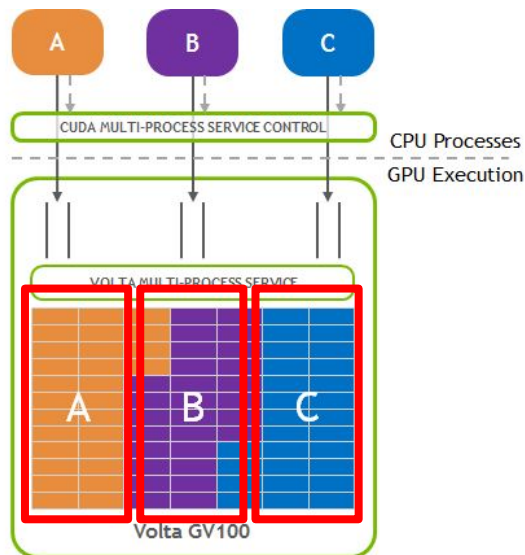 A
B
C
CUDA MULTI-PROCESS SERVICE CONTROL
CPU Processes
GPU Execution
VOLTA MULTI-PROCESS SERVICE
A
B
C
Volta GV100